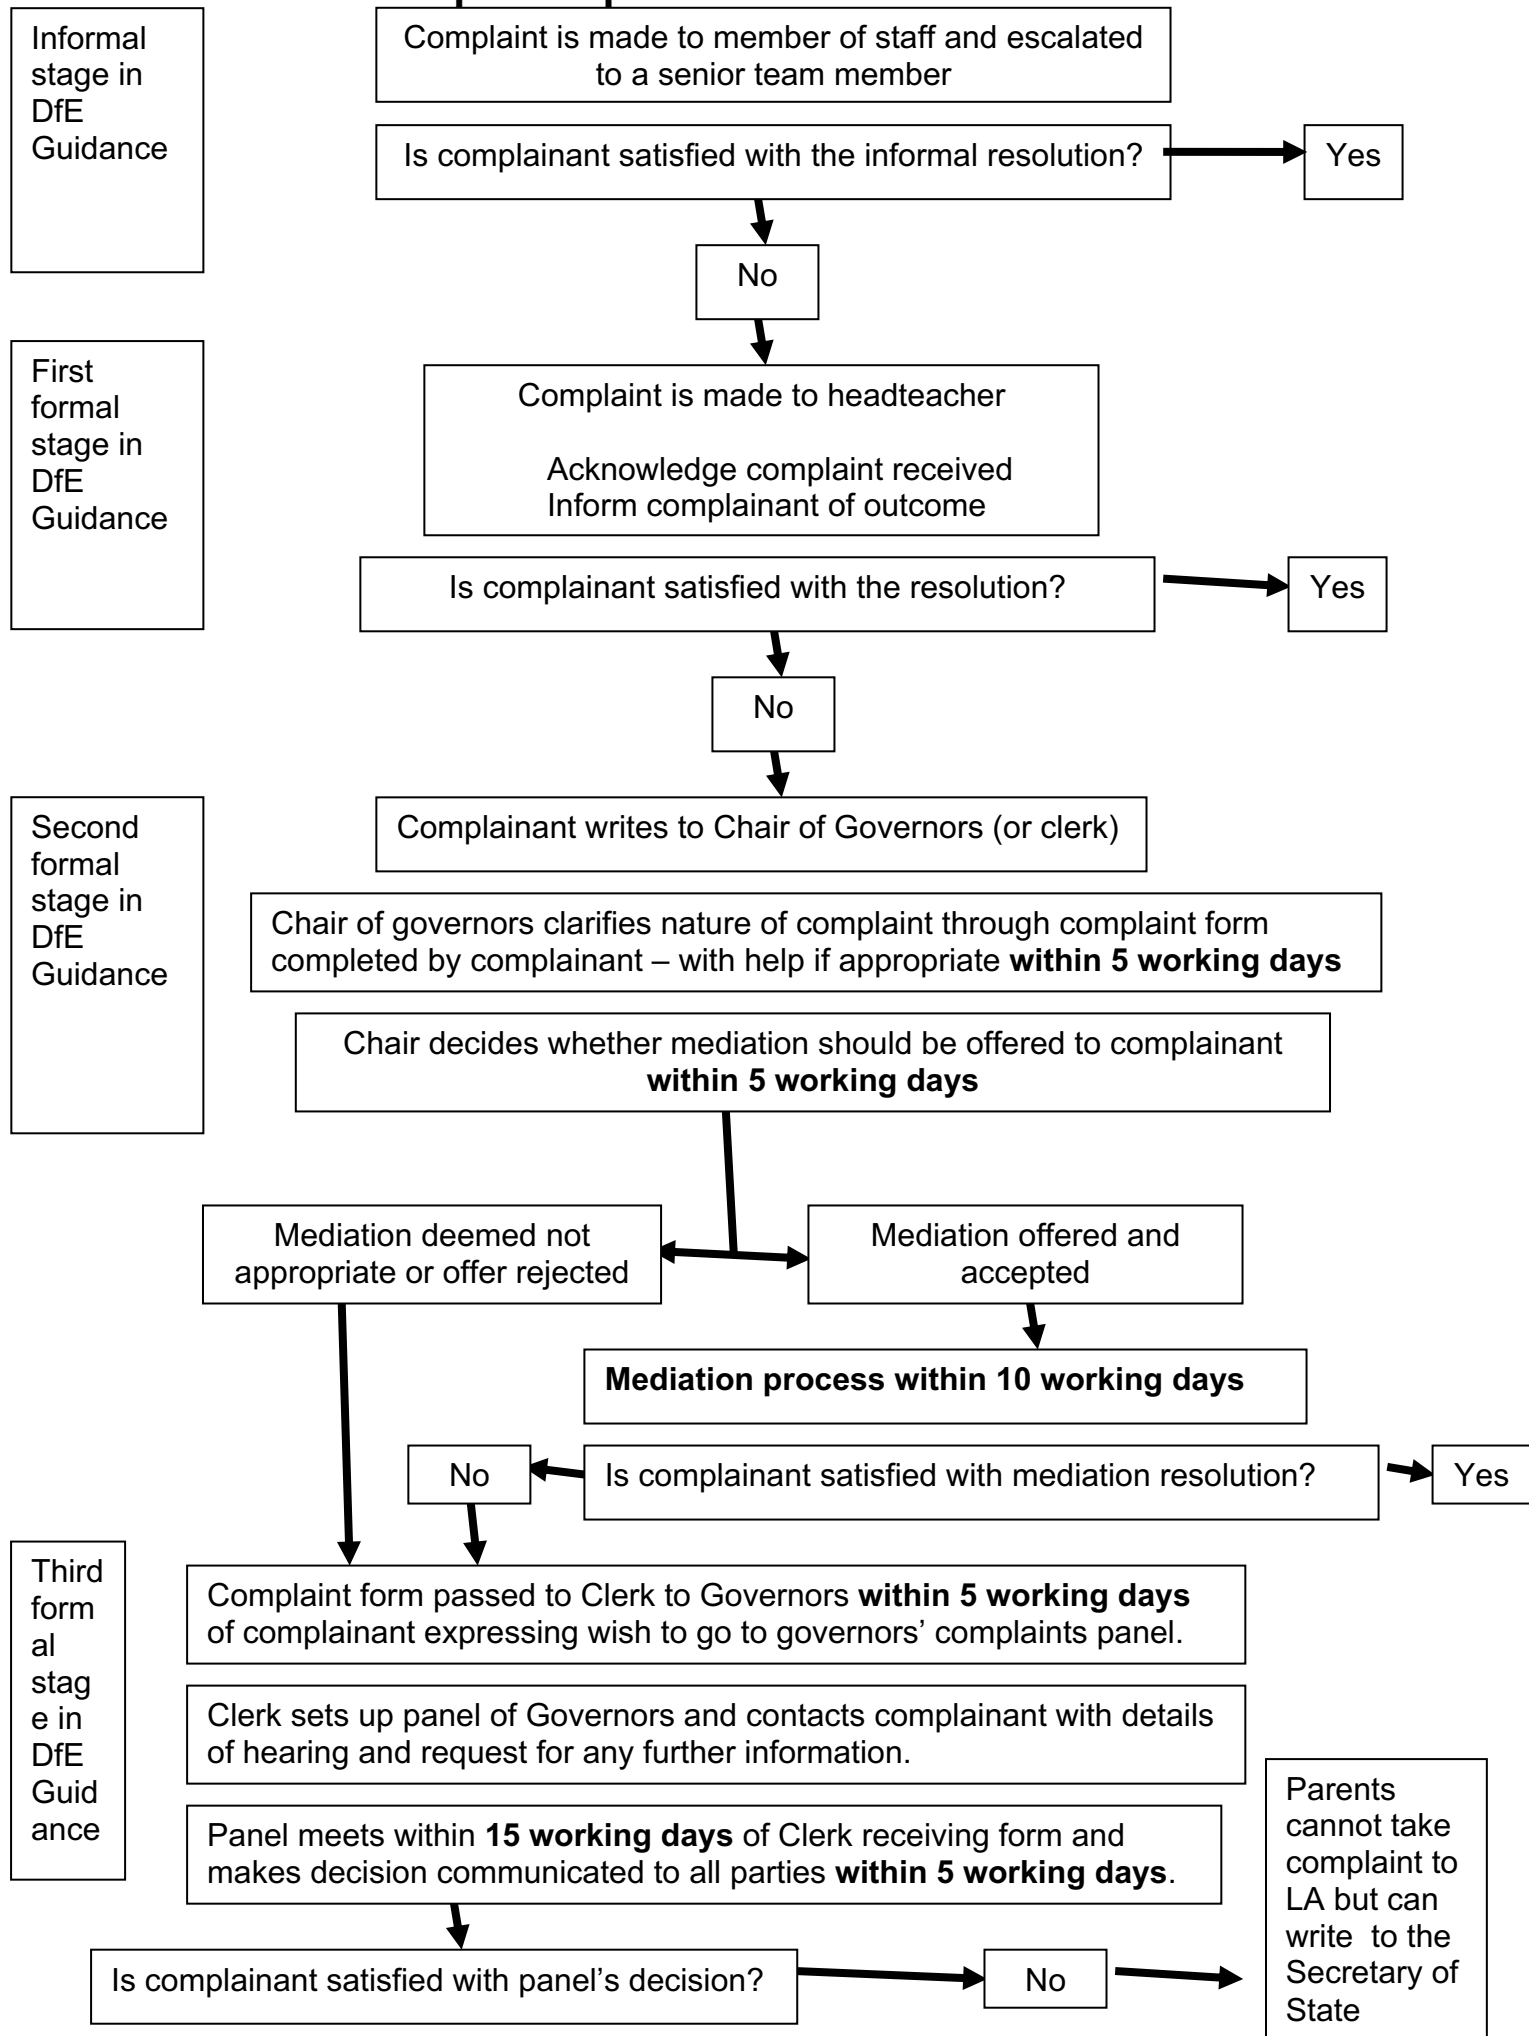 Informal
stage in
DfE
Guidance
Complaint is made to member of staff and escalated
to a senior team member
Is complainant satisfied with the informal resolution?
Yes
No
First
formal
stage in
DfE
Guidance
Complaint is made to headteacher
Acknowledge complaint received
Inform complainant of outcome
Is complainant satisfied with the resolution?
Yes
No
Second
formal
stage in
DfE
Guidance
Complainant writes to Chair of Governors (or clerk)
Chair of governors clarifies nature of complaint through complaint form
completed by complainant – with help if appropriate within 5 working days
Chair decides whether mediation should be offered to complainant
within 5 working days
Mediation deemed not
appropriate or offer rejected
Mediation offered and
accepted
Mediation process within 10 working days
No
Is complainant satisfied with mediation resolution?
Yes
Third
form
al
stag
e in
DfE
Guid
ance
Complaint form passed to Clerk to Governors within 5 working days
of complainant expressing wish to go to governors’ complaints panel.
Clerk sets up panel of Governors and contacts complainant with details
of hearing and request for any further information.
Panel meets within 15 working days of Clerk receiving form and
makes decision communicated to all parties within 5 working days.
Is complainant satisfied with panel’s decision?
No
Parents
cannot take
complaint to
LA but can
write  to the
Secretary of
State